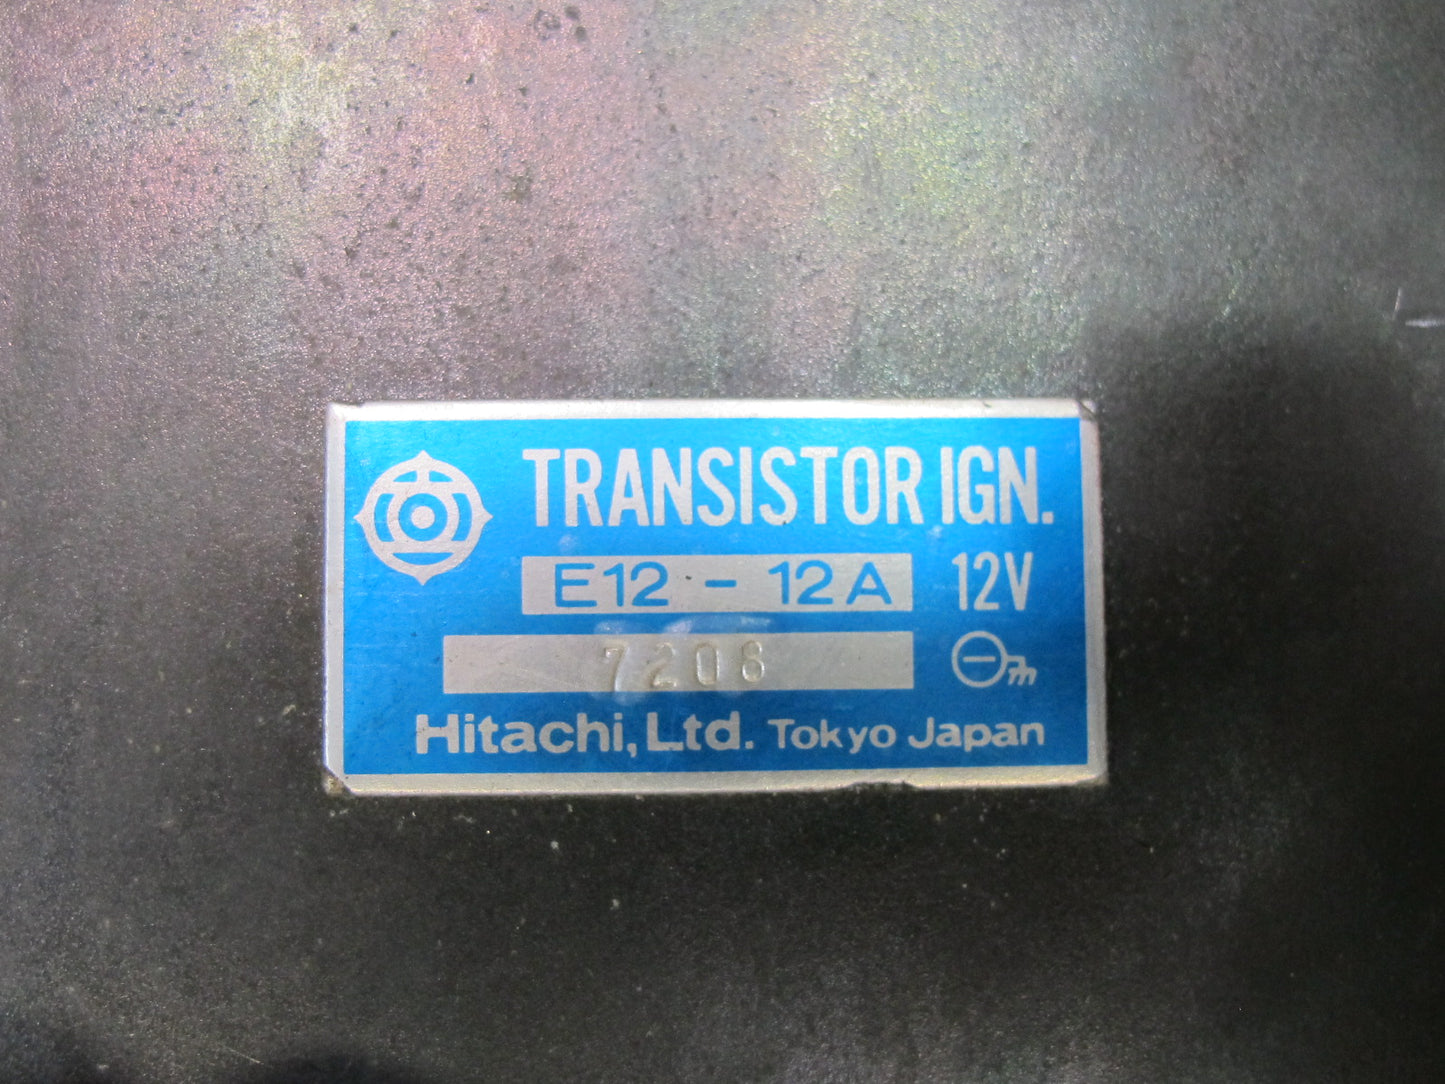 TRANSISTOR IGN.
E12 - 12A 12V
7208
Hitachi, Ltd. Tokyo Japan